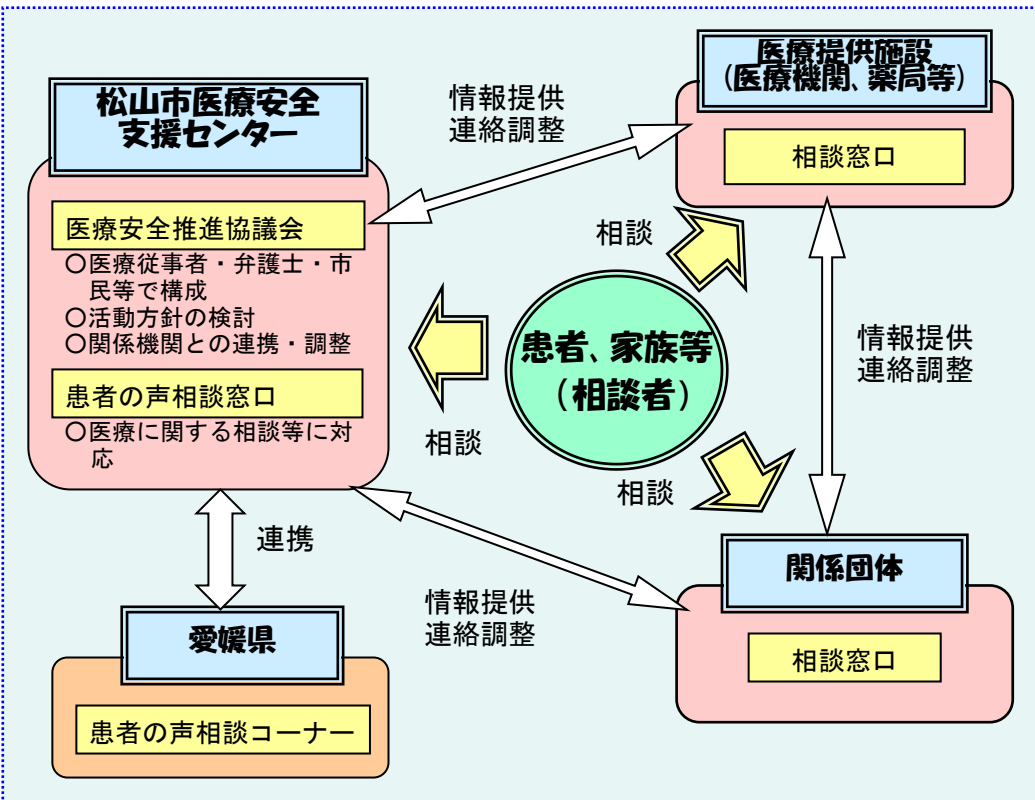 松山市医療安全
支援センター
医療安全推進協議会
〇医療従事者・弁護士・市
民等で構成
〇活動方針の検討
〇関係機関との連携・調整
患者の声相談窓口
〇医療に関する相談等に対
応
情報提供
連絡調整
医療提供施設
(医療機関、薬局等)
相談窓口
相談
患者、家族等
（相談者）
相談
相談
情報提供
連絡調整
連携
情報提供
連絡調整
関係団体
相談窓口
愛媛県
患者の声相談コーナー